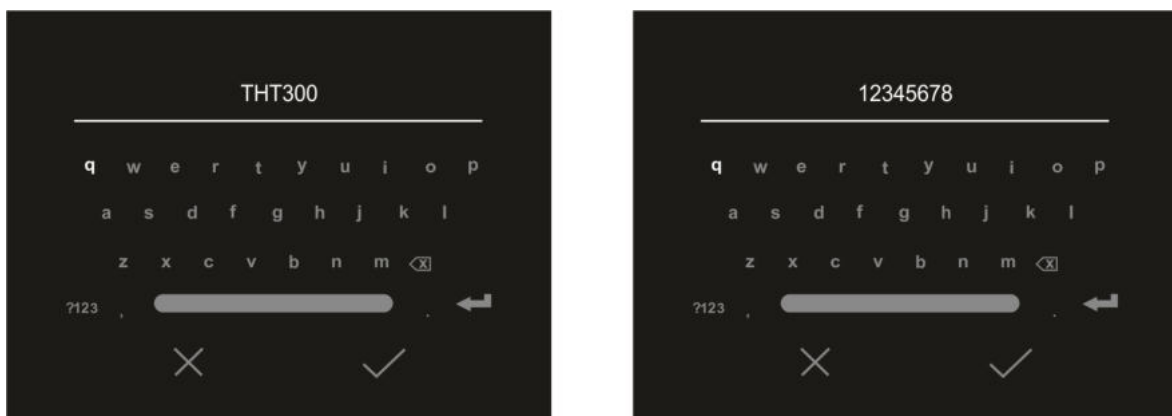 THT300
q w e r t y u i o p
a s d f g h j k l
z x c v b n m X
?123 , .
12345678
q w e r t y u i o p
a s d f g h j k l
z x c v b n m X
?123 , .